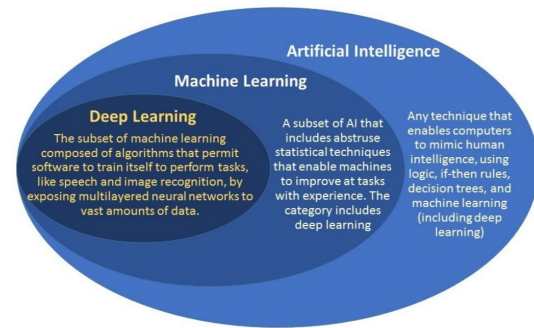 Artificial Intelligence
Machine Learning
Deep Learning
The subset of machine learning
composed of algorithms that permit
software to train itself to perform tasks,
like speech and image recognition, by
exposing multilayered neural networks to
vast amounts of data.
A subset of AI that
includes abstruse
statistical techniques
that enable machines
to improve at tasks
with experience. The
category includes
deep learning
Any technique that
enables computers
to mimic human
intelligence, using
logic, if-then rules,
decision trees, and
machine learning
(including deep
learning)